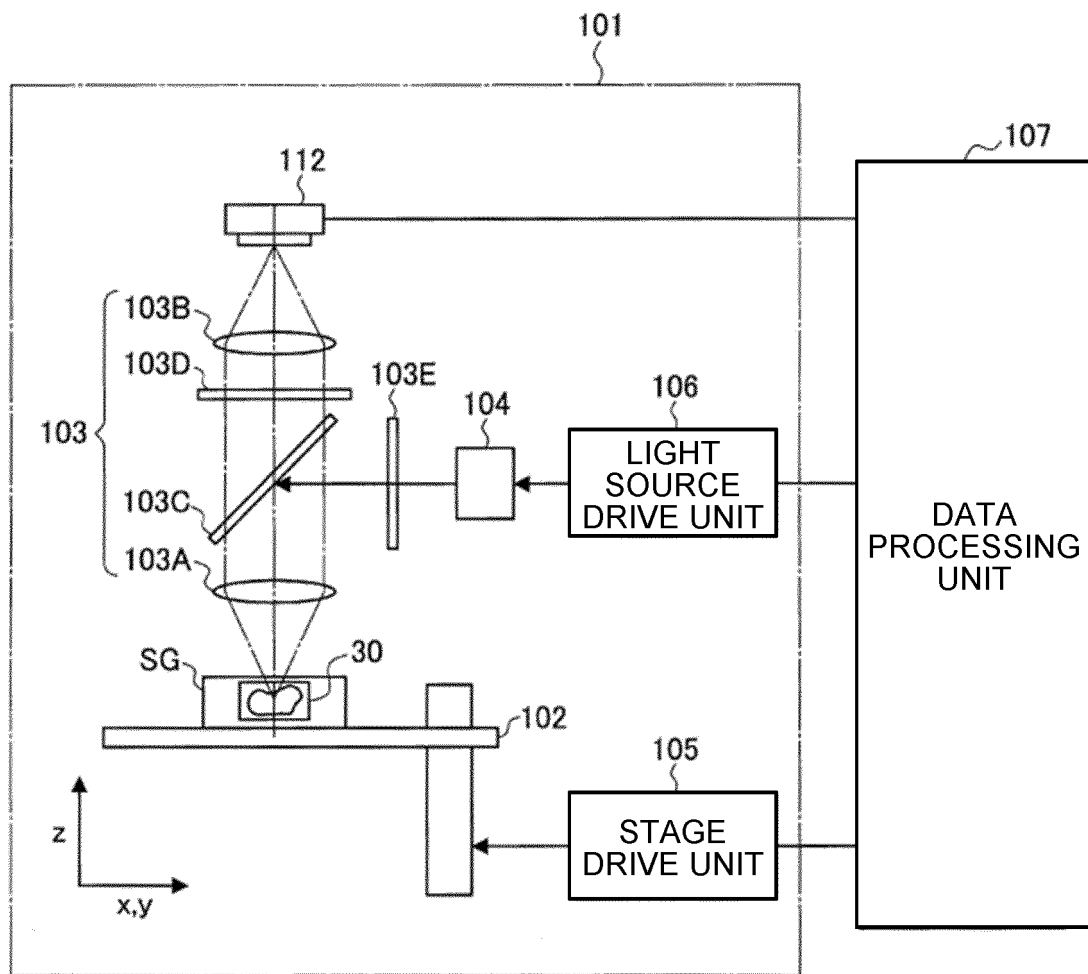 101
107
112
103B
103D
103E
104
106
103
LIGHT
SOURCE
DRIVE UNIT
103C
DATA
PROCESSING
UNIT
103A
SG
30
102
105
z
STAGE
DRIVE UNIT
x,y